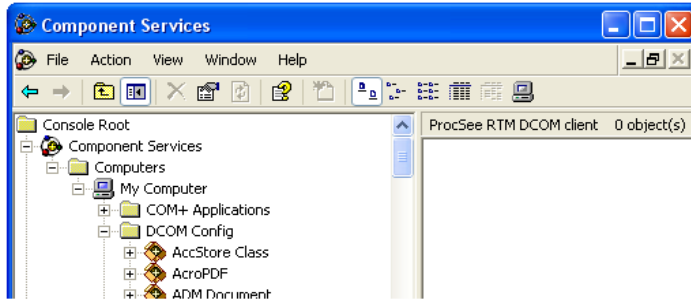 Component Services
File Action View Window Help
Console Root
ProcSee RTM DCOM client 0 object(s)
Component Services
Computers
My Computer
COM+ Applications
DCOM Config
AccStore Class
AcroPDF
ADM Document